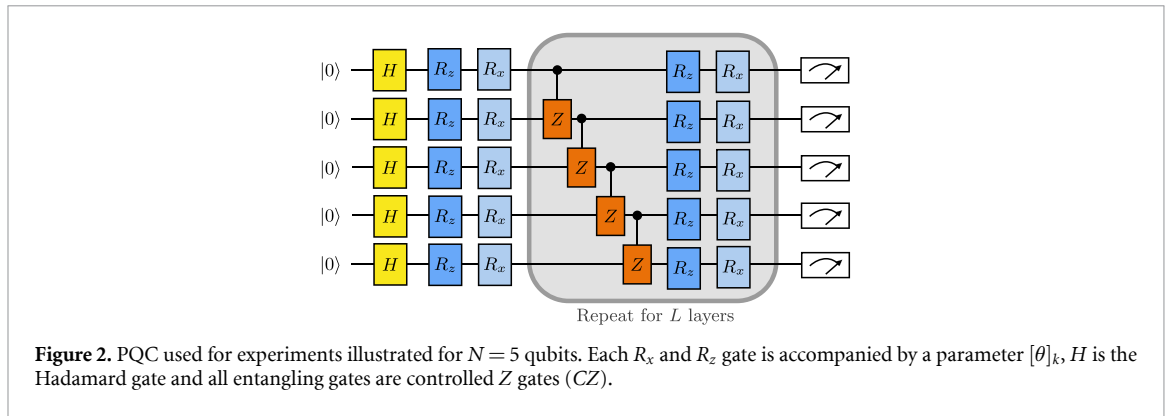 |0⟩ H R_z R_x R_z R_x
|0⟩ H R_z R_x Z R_z R_x
|0⟩ H R_z R_x Z R_z R_x
|0⟩ H R_z R_x Z R_z R_x
|0⟩ H R_z R_x Z R_z R_x
Repeat for L layers
Figure 2. PQC used for experiments illustrated for N = 5 qubits. Each R_x and R_z gate is accompanied by a parameter [θ]_k, H is the
Hadamard gate and all entangling gates are controlled Z gates (CZ).